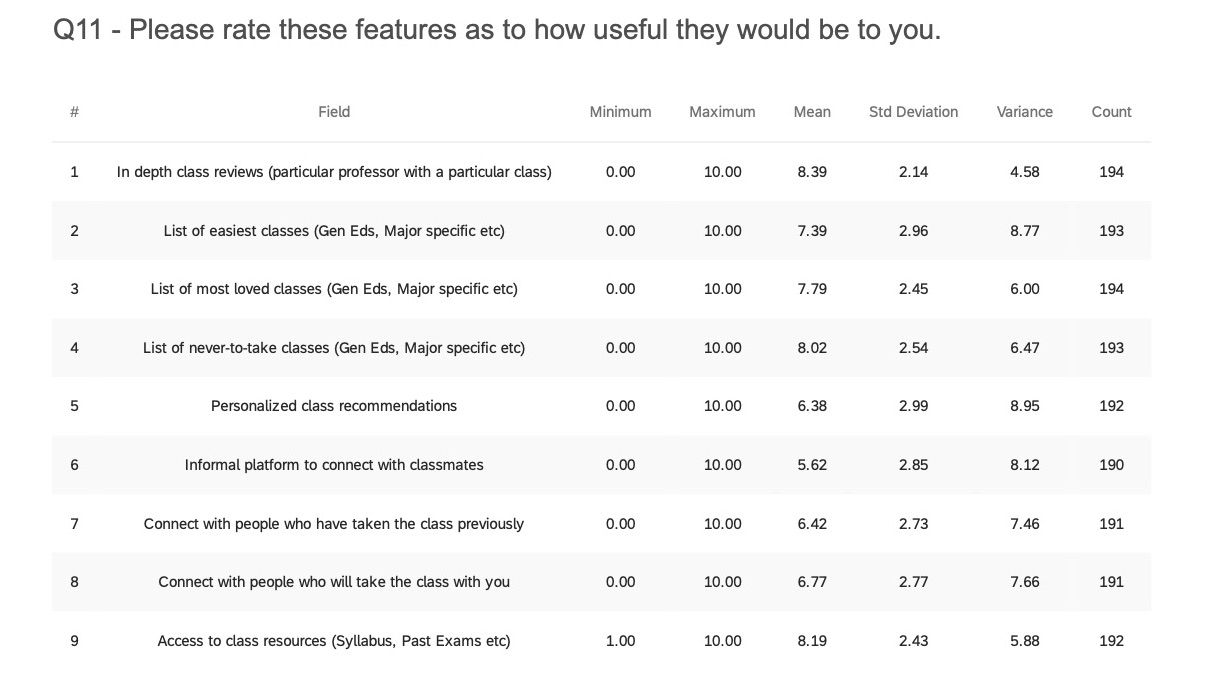 Q11 - Please rate these features as to how useful they would be to you.
# Field Minimum Maximum Mean Std Deviation Variance Count
1 In depth class reviews (particular professor with a particular class) 0.00 10.00 8.39 2.14 4.58 194
2 List of easiest classes (Gen Eds, Major specific etc) 0.00 10.00 7.39 2.96 8.77 193
3 List of most loved classes (Gen Eds, Major specific etc) 0.00 10.00 7.79 2.45 6.00 194
4 List of never-to-take classes (Gen Eds, Major specific etc) 0.00 10.00 8.02 2.54 6.47 193
5 Personalized class recommendations 0.00 10.00 6.38 2.99 8.95 192
6 Informal platform to connect with classmates 0.00 10.00 5.62 2.85 8.12 190
7 Connect with people who have taken the class previously 0.00 10.00 6.42 2.73 7.46 191
8 Connect with people who will take the class with you 0.00 10.00 6.77 2.77 7.66 191
9 Access to class resources (Syllabus, Past Exams etc) 1.00 10.00 8.19 2.43 5.88 192